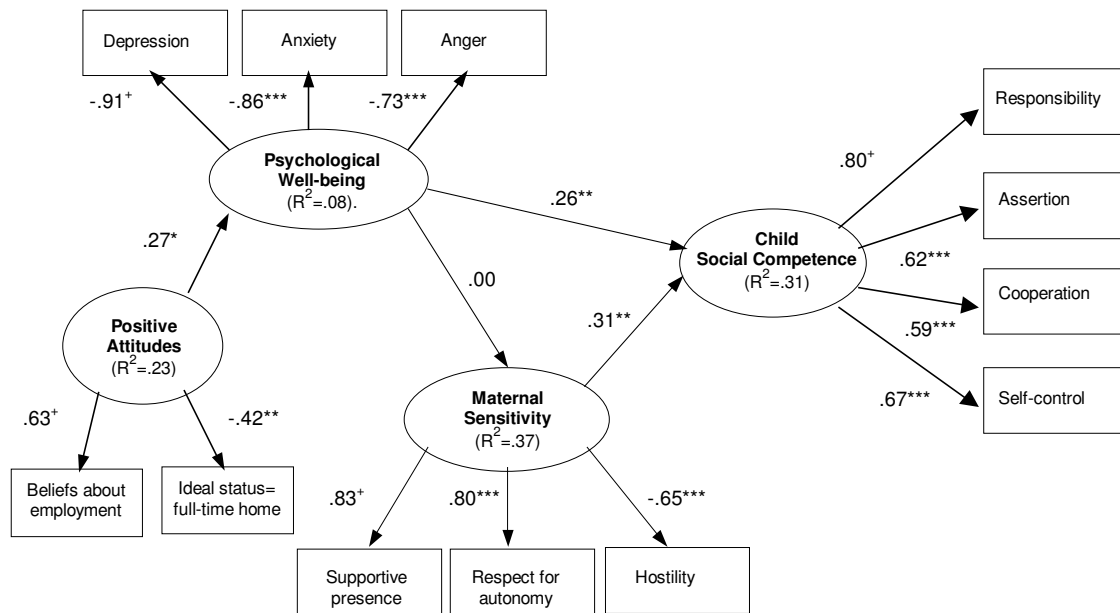 Depression
Anxiety
Anger
-.91+
-.86***
-.73***
Responsibility
Psychological
Well-being
(R²=.08).
.80+
.26**
Assertion
.27*
Child
Social Competence
(R²=.31)
.62***
.00
Cooperation
Positive
Attitudes
(R²=.23)
.31**
.59***
Maternal
Sensitivity
(R²=.37)
.67***
Self-control
.63+
-.42**
Beliefs about
employment
Ideal status=
full-time home
.83+
.80***
-.65***
Supportive
presence
Respect for
autonomy
Hostility